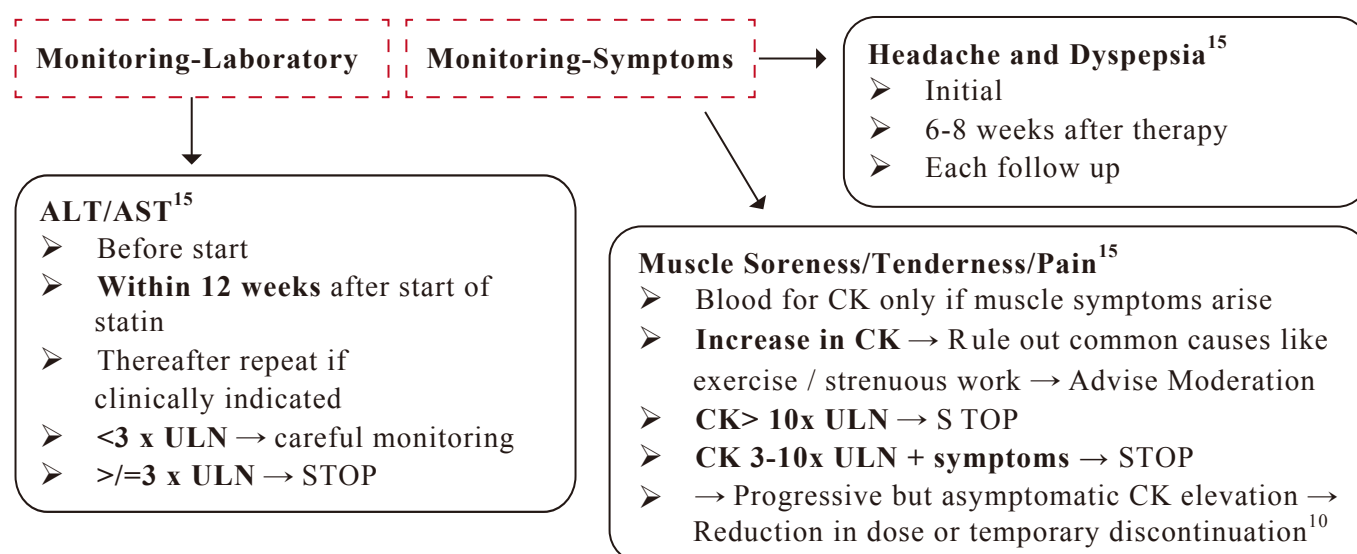 Monitoring-Laboratory
Monitoring-Symptoms
Headache and Dyspepsia15
➢ Initial
➢ 6-8 weeks after therapy
➢ Each follow up
ALT/AST15
➢ Before start
➢ Within 12 weeks after start of
statin
➢ Thereafter repeat if
clinically indicated
➢ <3 x ULN → careful monitoring
➢ >/=3 x ULN → STOP
Muscle Soreness/Tenderness/Pain15
➢ Blood for CK only if muscle symptoms arise
➢ Increase in CK → Rule out common causes like
exercise / strenuous work → Advise Moderation
➢ CK> 10x ULN → S TOP
➢ CK 3-10x ULN + symptoms → STOP
➢ → Progressive but asymptomatic CK elevation →
Reduction in dose or temporary discontinuation10